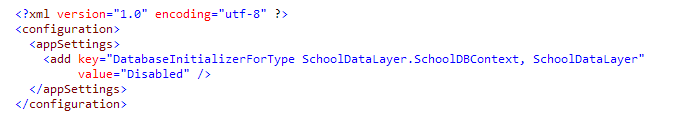 <?xml version="1.0" encoding="utf-8" ?>
<configuration>
  <appSettings>
    <add key="DatabaseInitializerForType SchoolDataLayer.SchoolDBContext, SchoolDataLayer"
         value="Disabled" />
  </appSettings>
</configuration>